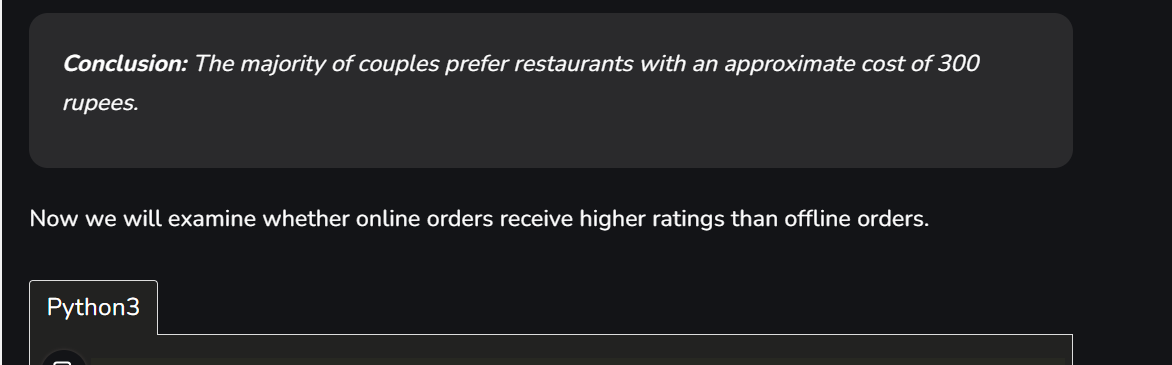 Conclusion: The majority of couples prefer restaurants with an approximate cost of 300
rupees.
Now we will examine whether online orders receive higher ratings than offline orders.
Python3